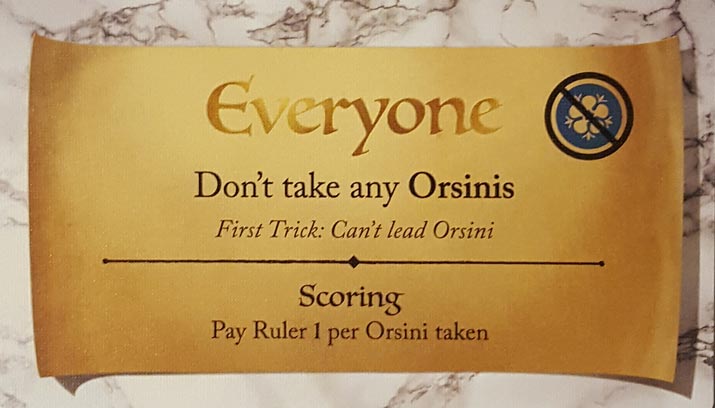 Everyone
Don't take any Orsinis
First Trick: Can't lead Orsini
Scoring
Pay Ruler 1 per Orsini taken